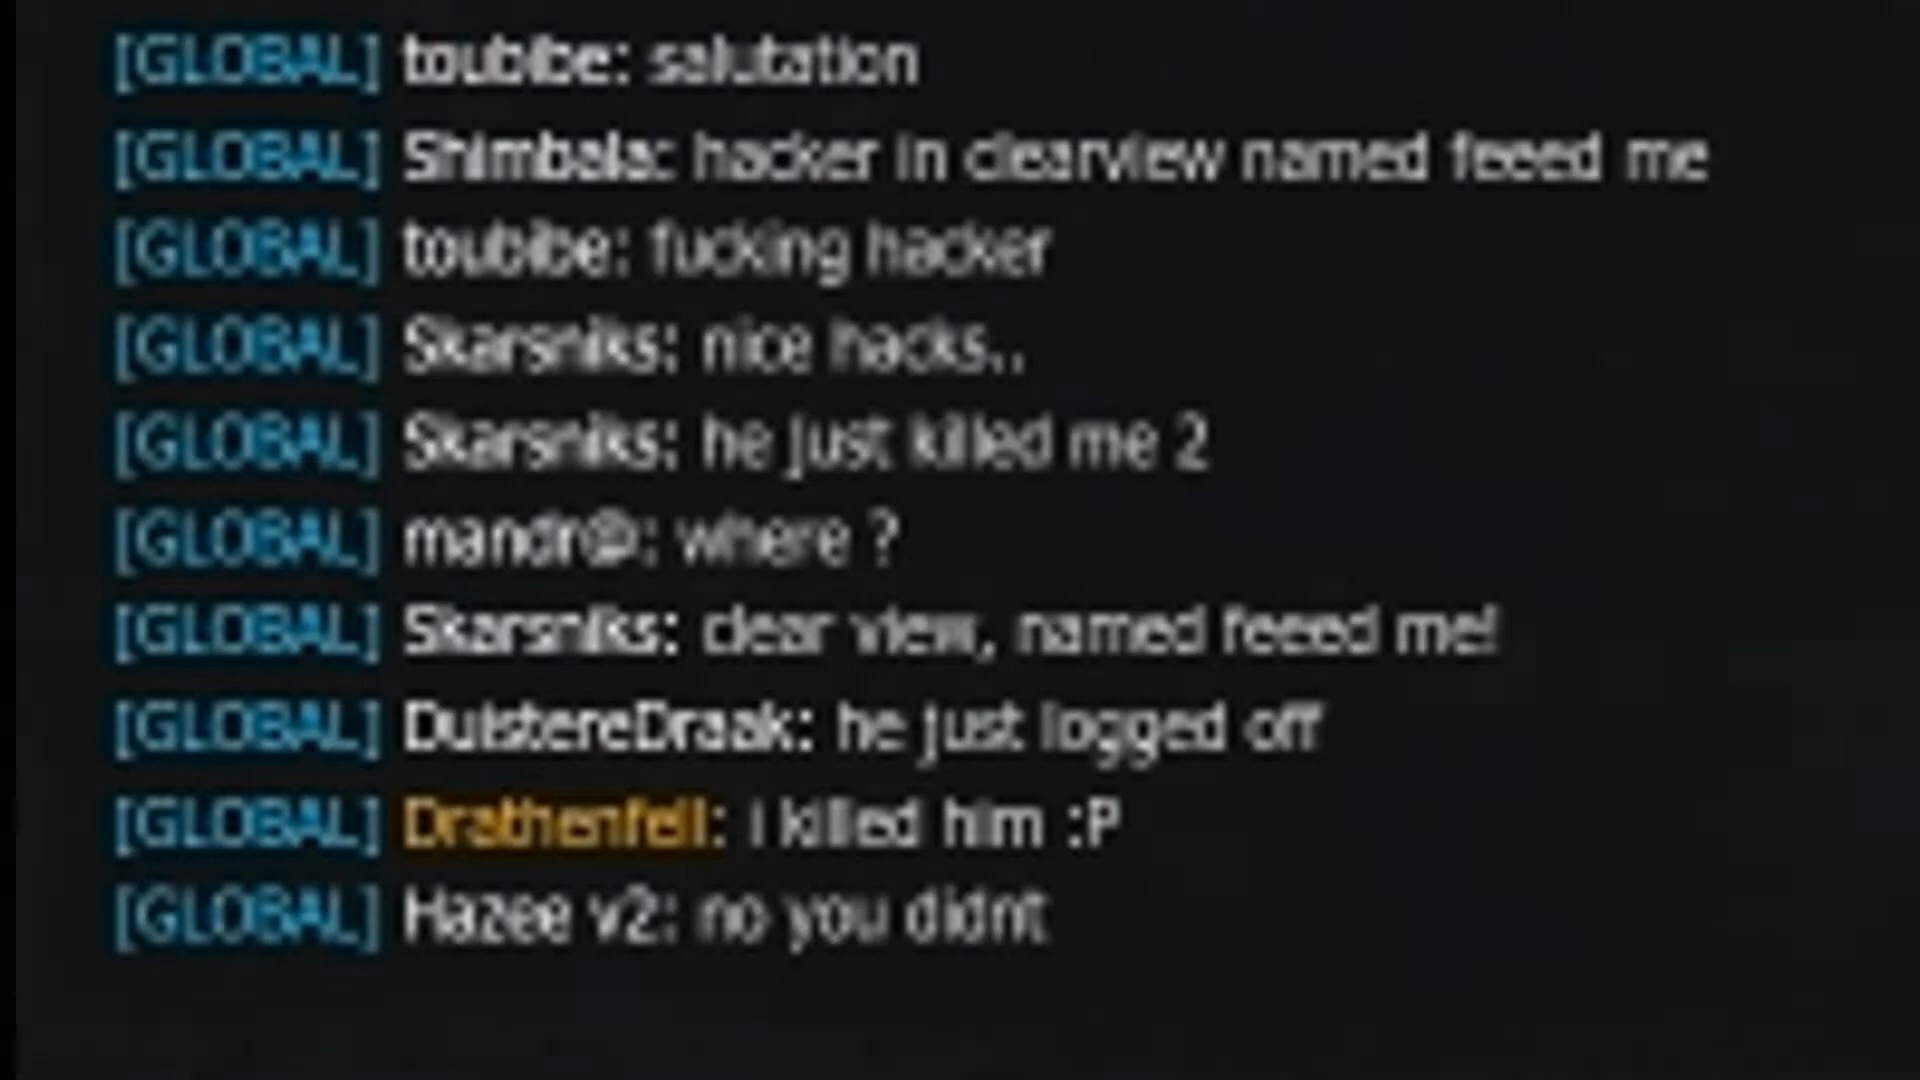 [GLOBAL] toubibe: salutation
[GLOBAL] Shimbala: hacker in clearview named feeed me
[GLOBAL] toubibe: fucking hacker
[GLOBAL] Skarsniks: nice hacks..
[GLOBAL] Skarsniks: he just killed me 2
[GLOBAL] mandr@: where ?
[GLOBAL] Skarsniks: clear view, named feeed me!
[GLOBAL] DuistereDraak: he just logged off
[GLOBAL] Drathenfell: i killed him :P
[GLOBAL] Hazee v2: no you didnt